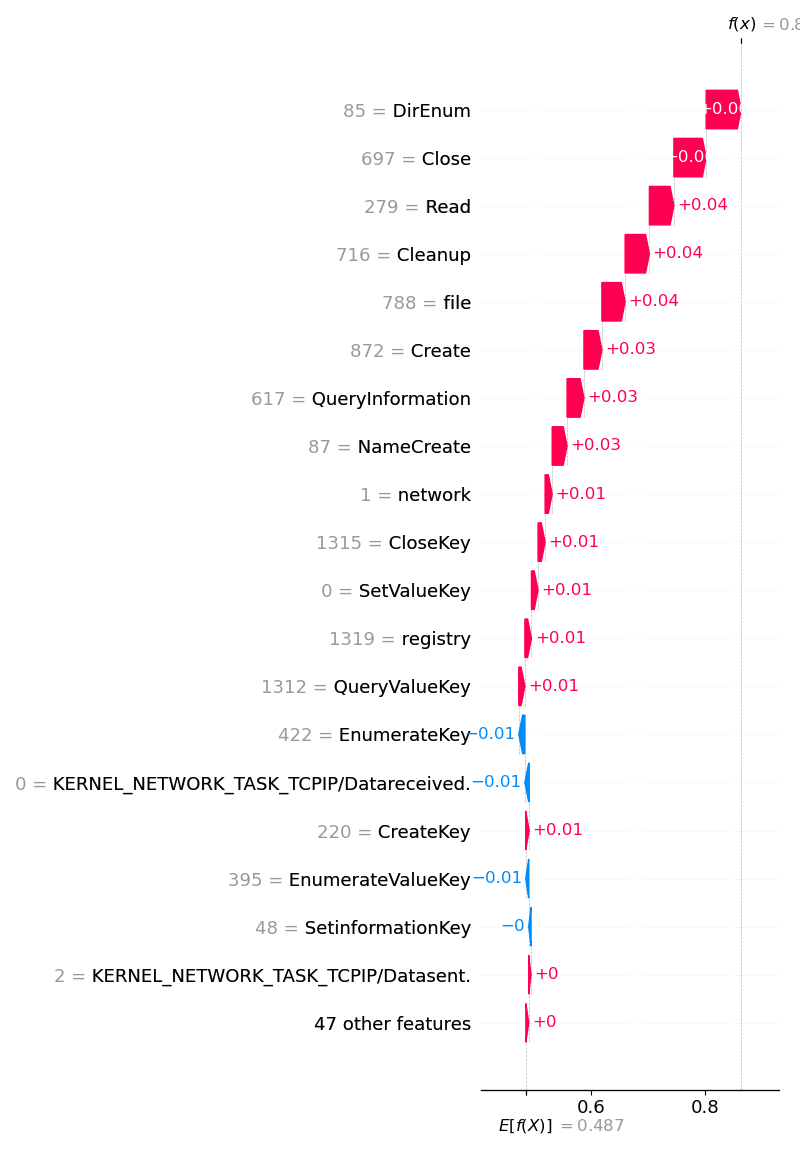 f(x) = 0.8
85 = DirEnum +0.06
697 = Close +0.06
279 = Read +0.04
716 = Cleanup +0.04
788 = file +0.04
872 = Create +0.03
617 = QueryInformation +0.03
87 = NameCreate +0.03
1 = network +0.01
1315 = CloseKey +0.01
0 = SetValueKey +0.01
1319 = registry +0.01
1312 = QueryValueKey +0.01
422 = EnumerateKey −0.01
0 = KERNEL_NETWORK_TASK_TCPIP/Datareceived. −0.01
220 = CreateKey +0.01
395 = EnumerateValueKey −0.01
48 = SetinformationKey −0
2 = KERNEL_NETWORK_TASK_TCPIP/Datasent. +0
47 other features +0
0.6 0.8
E[f(X)] = 0.487